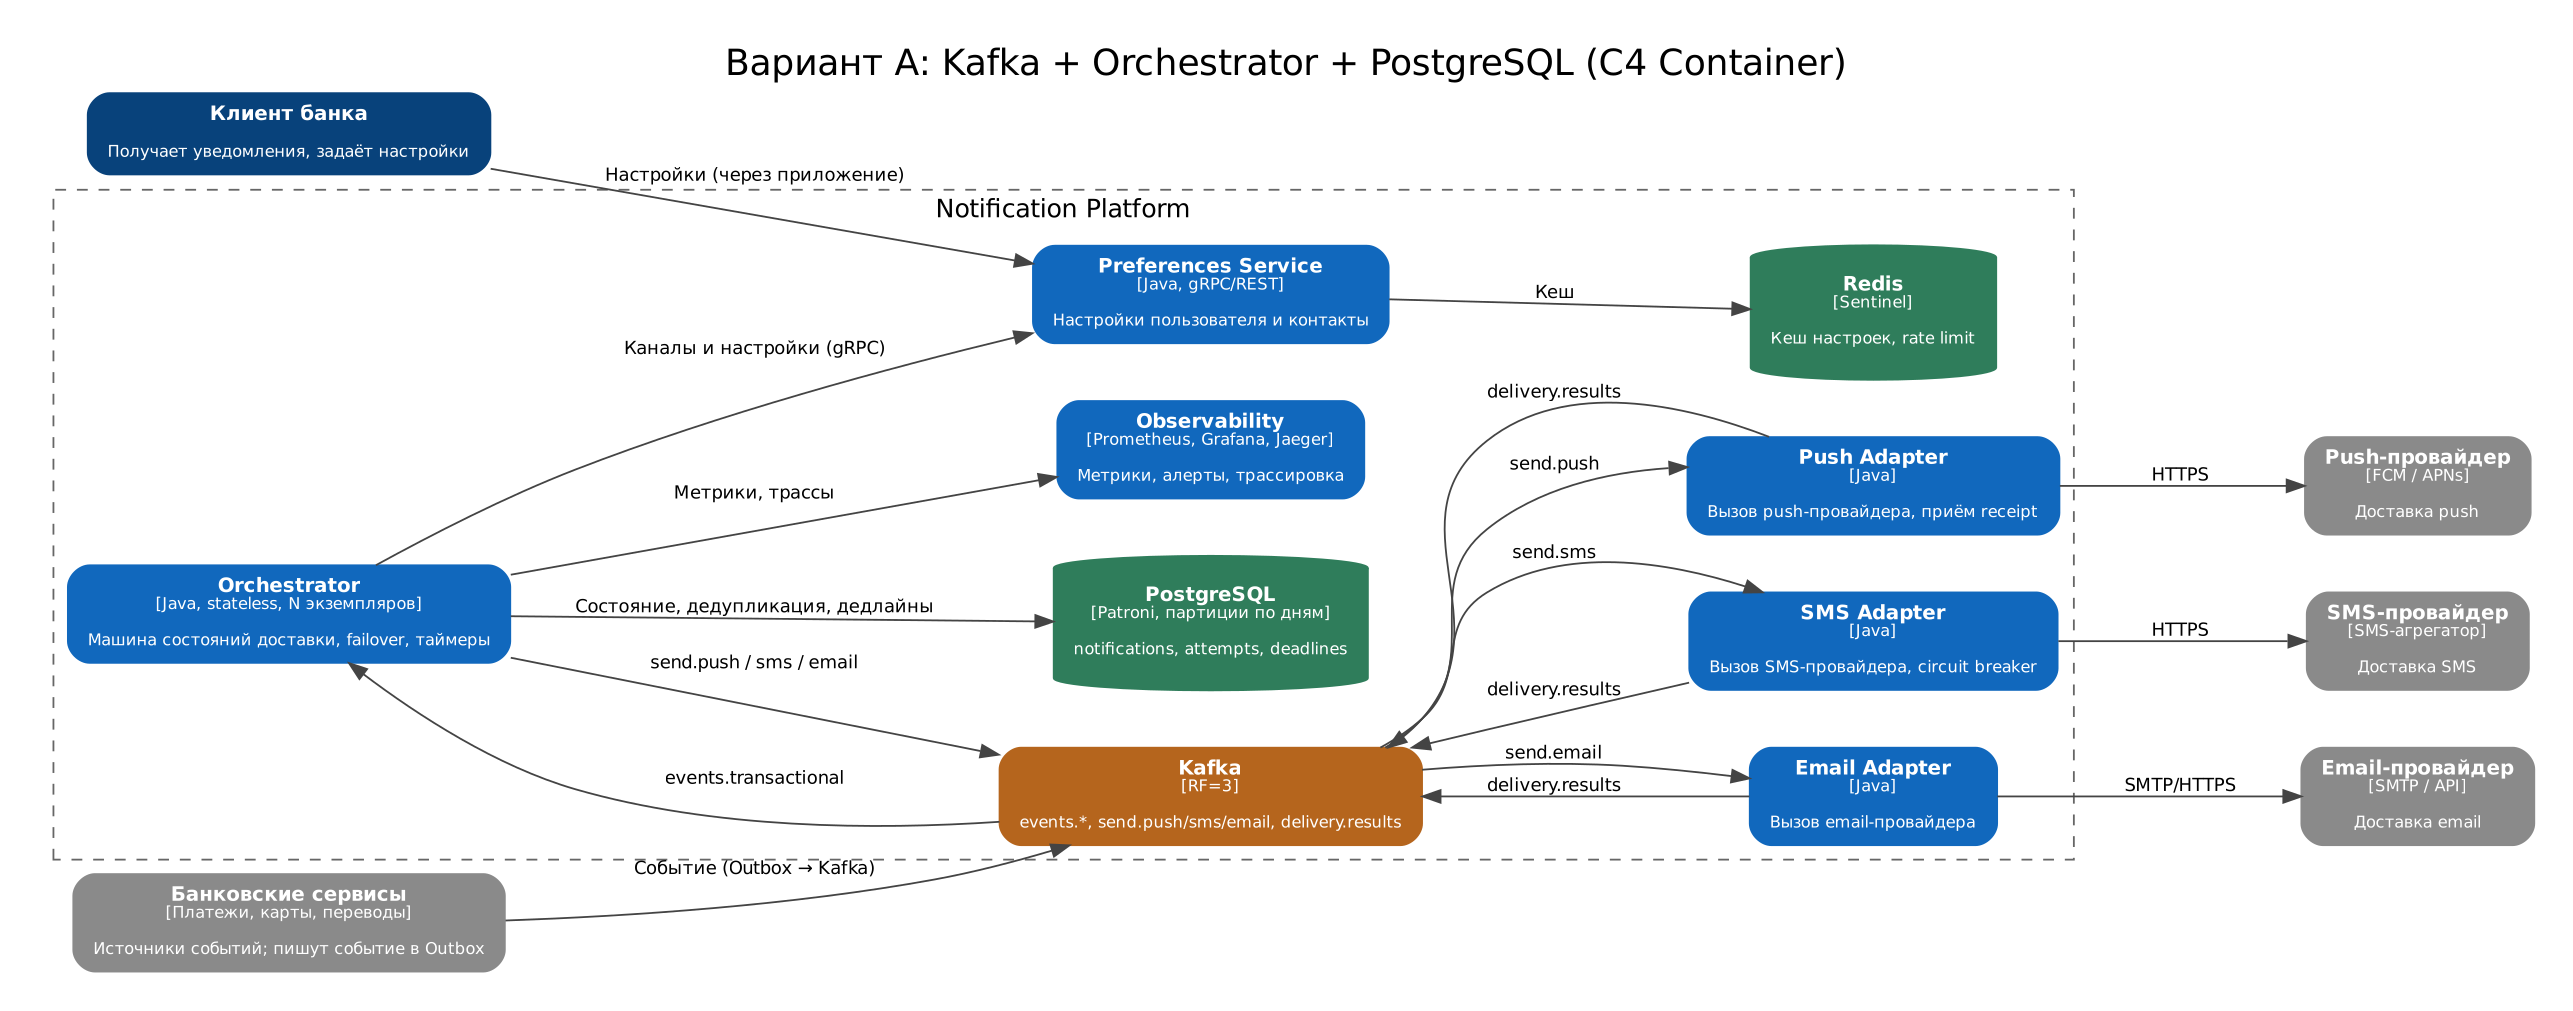 Вариант A: Kafka + Orchestrator + PostgreSQL (C4 Container)
Клиент банка
Получает уведомления, задаёт настройки
Настройки (через приложение)
Notification Platform
Preferences Service
[Java, gRPC/REST]
Настройки пользователя и контакты
Кеш
Redis
[Sentinel]
Кеш настроек, rate limit
Каналы и настройки (gRPC)
Observability
[Prometheus, Grafana, Jaeger]
Метрики, алерты, трассировка
Метрики, трассы
delivery.results
send.push
Push Adapter
[Java]
Вызов push-провайдера, приём receipt
HTTPS
Push-провайдер
[FCM / APNs]
Доставка push
Orchestrator
[Java, stateless, N экземпляров]
Машина состояний доставки, failover, таймеры
Состояние, дедупликация, дедлайны
PostgreSQL
[Patroni, партиции по дням]
notifications, attempts, deadlines
send.sms
SMS Adapter
[Java]
Вызов SMS-провайдера, circuit breaker
HTTPS
SMS-провайдер
[SMS-агрегатор]
Доставка SMS
send.push / sms / email
delivery.results
events.transactional
Kafka
[RF=3]
events.*, send.push/sms/email, delivery.results
send.email
delivery.results
Email Adapter
[Java]
Вызов email-провайдера
SMTP/HTTPS
Email-провайдер
[SMTP / API]
Доставка email
Событие (Outbox → Kafka)
Банковские сервисы
[Платежи, карты, переводы]
Источники событий; пишут событие в Outbox